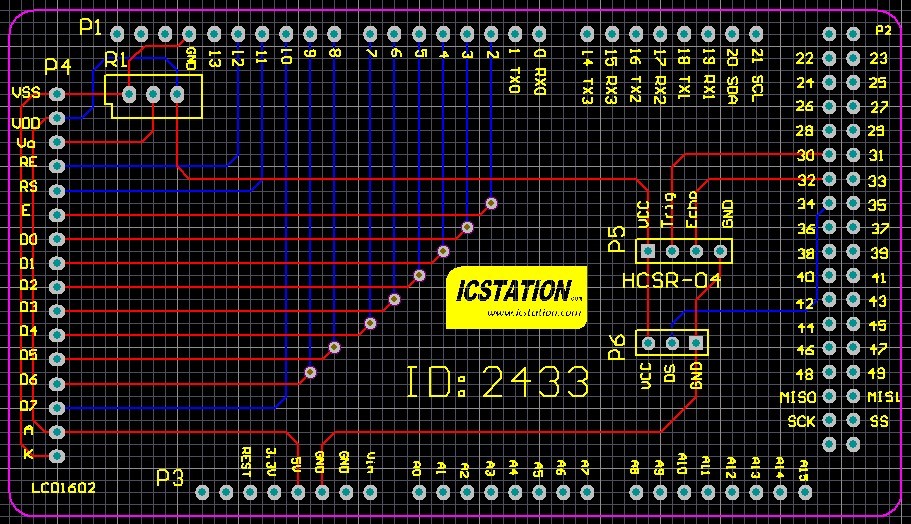 P1
GND
13
12
11
10
9
8
7
6
5
4
3
2
1 TX0
0 RX0
14 TX3
15 RX3
16 TX2
17 RX2
18 TX1
19 RX1
20 SDA
21 SCL
P2
P4
R1
VSS
VDD
Vo
RE
RS
E
D0
D1
D2
D3
D4
D5
D6
D7
A
K
LCD1602
22 23
24 25
26 27
28 29
30 31
32 33
34 35
36 37
38 39
40 41
42 43
44 45
46 47
48 49
MISO MISL
SCK SS
P5
VCC
Trig
Echo
GND
HCSR-04
ICSTATION.com
www.icstation.com
P6
VCC
DS
GND
ID:2433
P3
REST
3.3V
5V
GND
GND
Vin
A0
A1
A2
A3
A4
A5
A6
A7
A8
A9
A10
A11
A12
A13
A14
A15